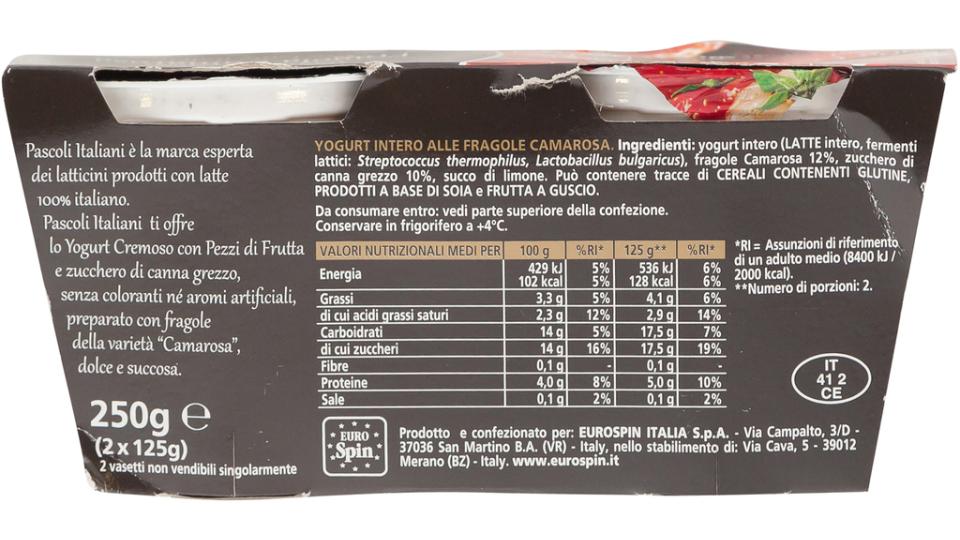 Pascoli Italiani è la marca esperta
dei latticini prodotti con latte
100% italiano.
Pascoli Italiani ti offre
lo Yogurt Cremoso con Pezzi di Frutta
e zucchero di canna grezzo,
senza coloranti né aromi artificiali,
preparato con fragole
della varietà “Camarosa”,
dolce e succosa.
250g e
(2 x 125g)
2 vasetti non vendibili singolarmente
YOGURT INTERO ALLE FRAGOLE CAMAROSA. Ingredienti: yogurt intero (LATTE intero, fermenti
lattici: Streptococcus thermophilus, Lactobacillus bulgaricus), fragole Camarosa 12%, zucchero di
canna grezzo 10%, succo di limone. Può contenere tracce di CEREALI CONTENENTI GLUTINE,
PRODOTTI A BASE DI SOIA e FRUTTA A GUSCIO.
Da consumare entro: vedi parte superiore della confezione.
Conservare in frigorifero a +4°C.
VALORI NUTRIZIONALI MEDI PER 100 g %RI* 125 g** %RI*
Energia 429 kJ 5% 536 kJ 6%
102 kcal 5% 128 kcal 6%
Grassi 3,3 g 5% 4,1 g 6%
di cui acidi grassi saturi 2,3 g 12% 2,9 g 14%
Carboidrati 14 g 5% 17,5 g 7%
di cui zuccheri 14 g 16% 17,5 g 19%
Fibre 0,1 g - 0,1 g -
Proteine 4,0 g 8% 5,0 g 10%
Sale 0,1 g 2% 0,1 g 2%
*RI = Assunzioni di riferimento
di un adulto medio (8400 kJ /
2000 kcal).
**Numero di porzioni: 2.
IT
41 2
CE
EURO
Spin
Prodotto e confezionato per: EUROSPIN ITALIA S.p.A. - Via Campalto, 3/D -
37036 San Martino B.A. (VR) - Italy, nello stabilimento di: Via Cava, 5 - 39012
Merano (BZ) - Italy. www.eurospin.it